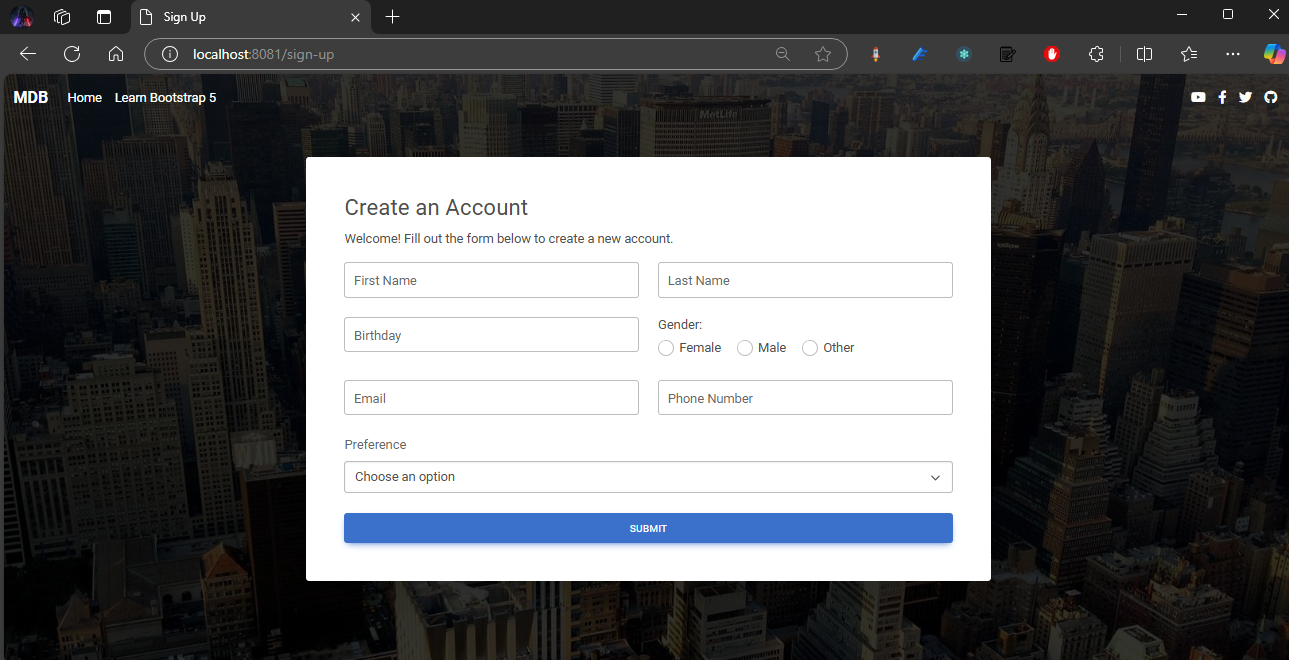 Sign Up
localhost:8081/sign-up
MDB Home Learn Bootstrap 5
MetLife
Create an Account
Welcome! Fill out the form below to create a new account.
First Name Last Name
Birthday
Gender:
Female Male Other
Email Phone Number
Preference
Choose an option
SUBMIT